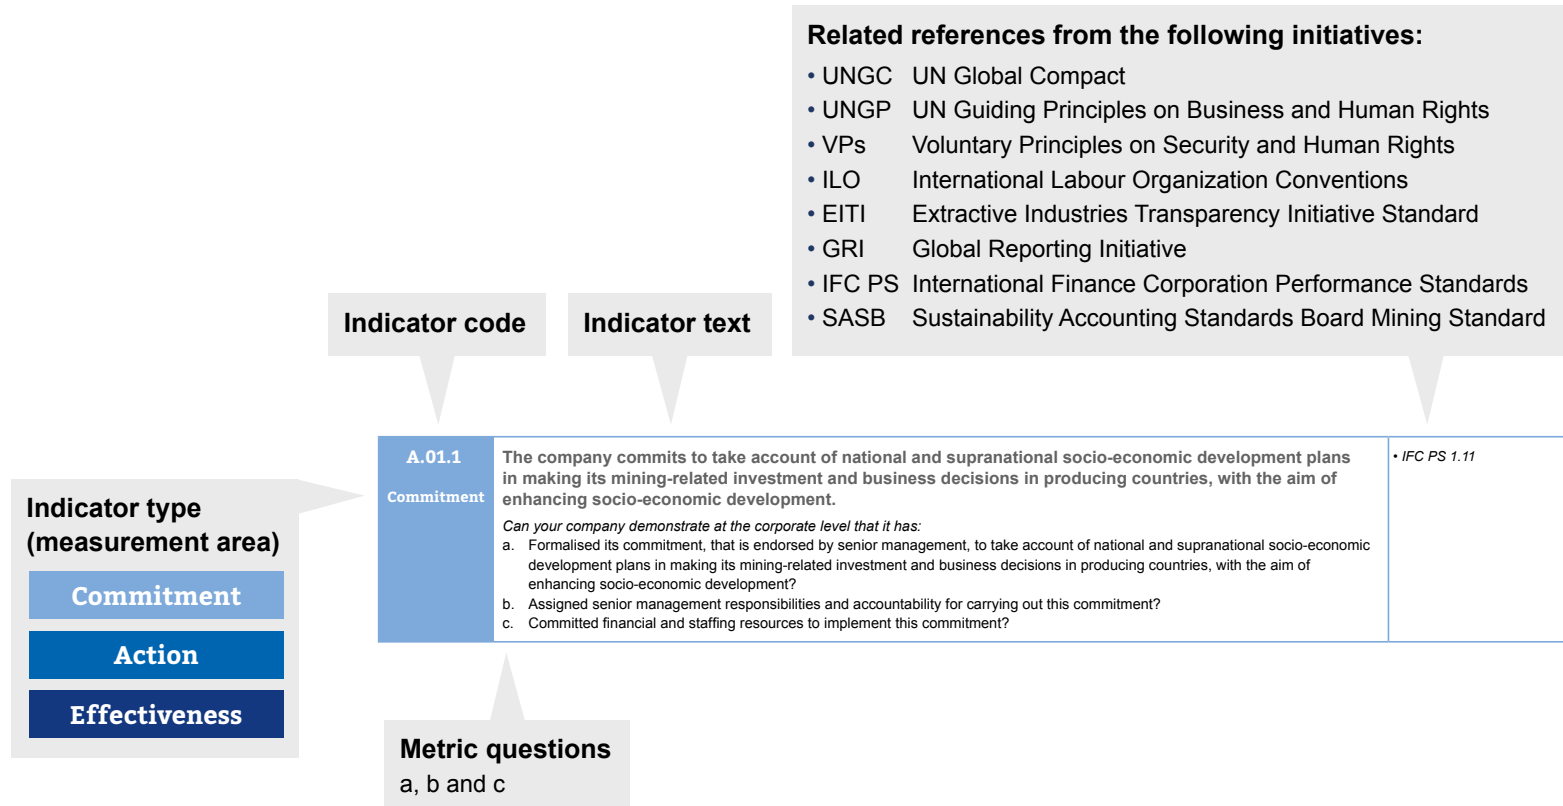 Related references from the following initiatives:
• UNGC UN Global Compact
• UNGP UN Guiding Principles on Business and Human Rights
• VPs Voluntary Principles on Security and Human Rights
• ILO International Labour Organization Conventions
• EITI Extractive Industries Transparency Initiative Standard
• GRI Global Reporting Initiative
• IFC PS International Finance Corporation Performance Standards
• SASB Sustainability Accounting Standards Board Mining Standard
Indicator code
Indicator text
A.01.1
Commitment
The company commits to take account of national and supranational socio-economic development plans
in making its mining-related investment and business decisions in producing countries, with the aim of
enhancing socio-economic development.
Can your company demonstrate at the corporate level that it has:
a. Formalised its commitment, that is endorsed by senior management, to take account of national and supranational socio-economic
development plans in making its mining-related investment and business decisions in producing countries, with the aim of
enhancing socio-economic development?
b. Assigned senior management responsibilities and accountability for carrying out this commitment?
c. Committed financial and staffing resources to implement this commitment?
• IFC PS 1.11
Indicator type
(measurement area)
Commitment
Action
Effectiveness
Metric questions
a, b and c